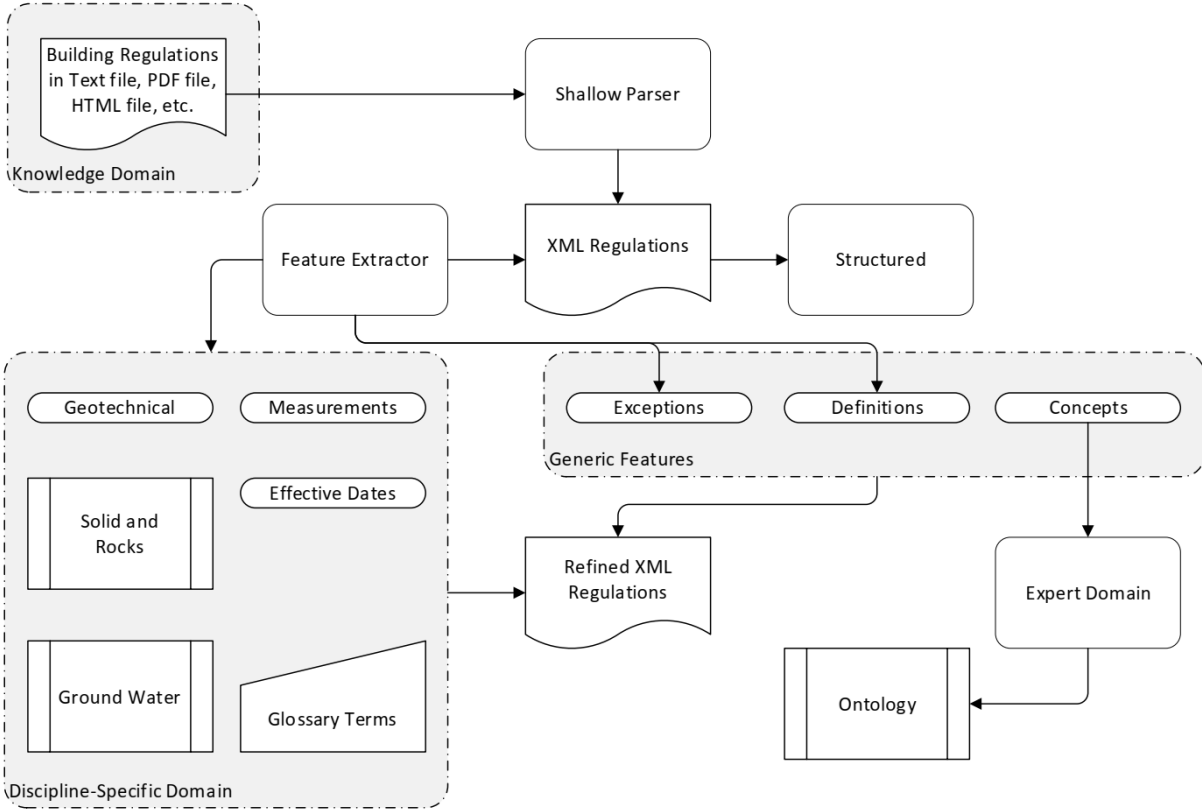 Building Regulations
in Text file, PDF file,
HTML file, etc.
Knowledge Domain
Shallow Parser
Feature Extractor
XML Regulations
Structured
Geotechnical
Measurements
Exceptions
Definitions
Concepts
Generic Features
Effective Dates
Solid and
Rocks
Refined XML
Regulations
Expert Domain
Ground Water
Glossary Terms
Ontology
Discipline-Specific Domain